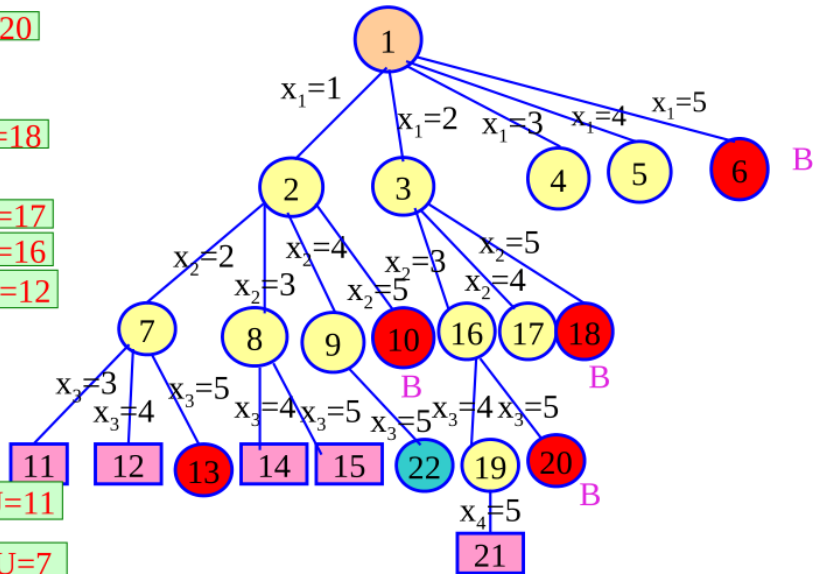 20
1
x₁=1
x₁=2
x₁=3
x₁=4
x₁=5
=18
2
3
4
5
6
B
=17
=16
=12
x₂=2
x₂=3
x₂=4
x₂=5
x₂=3
x₂=4
x₂=5
7
8
9
10
16
17
18
B
B
x₃=3
x₃=4
x₃=5
x₃=4
x₃=5
x₃=5
x₃=4
x₃=5
11
12
13
14
15
22
19
20
B
=11
x₄=5
21
U=7